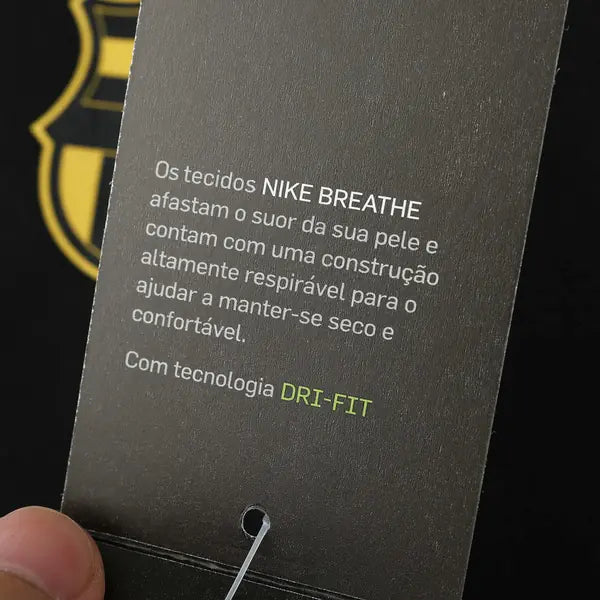 Os tecidos NIKE BREATHE
afastam o suor da sua pele e
contam com uma construção
altamente respirável para o
ajudar a manter-se seco e
confortável.
Com tecnologia DRI-FIT